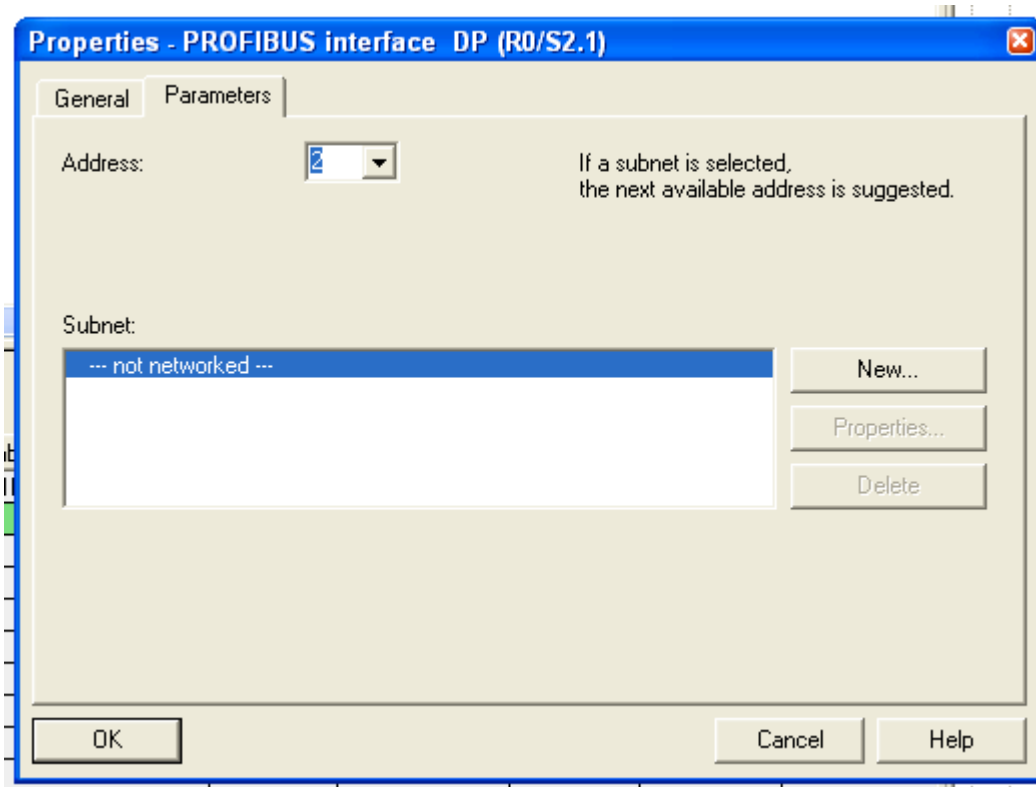 Properties - PROFIBUS interface  DP (R0/S2.1)
General
Parameters
Address:
2
If a subnet is selected,
the next available address is suggested.
Subnet:
--- not networked ---
New...
Properties...
Delete
OK
Cancel
Help